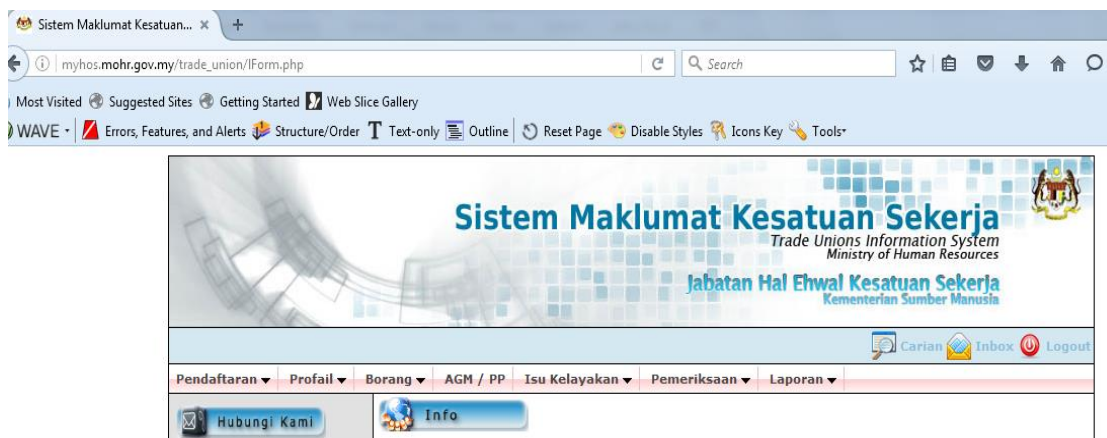 Sistem Maklumat Kesatuan... × +
myhos.mohr.gov.my/trade_union/IForm.php Search
Most Visited Suggested Sites Getting Started Web Slice Gallery
WAVE Errors, Features, and Alerts Structure/Order Text-only Outline Reset Page Disable Styles Icons Key Tools
Sistem Maklumat Kesatuan Sekerja
Trade Unions Information System
Ministry of Human Resources
Jabatan Hal Ehwal Kesatuan Sekerja
Kementerian Sumber Manusia
Carian Inbox Logout
Pendaftaran Profail Borang AGM / PP Isu Kelayakan Pemeriksaan Laporan
Hubungi Kami Info